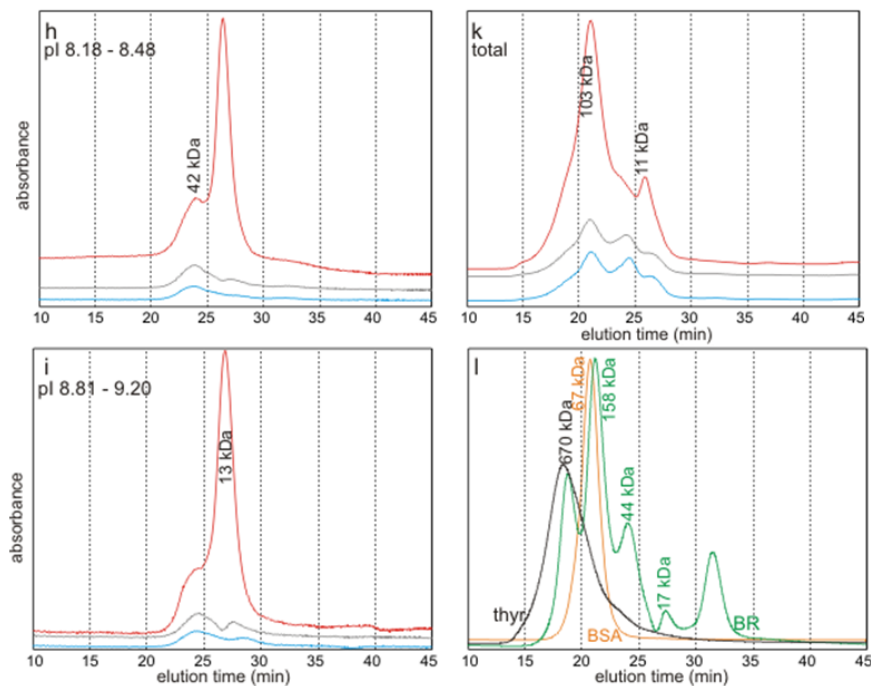 h
pI 8.18 - 8.48
42 kDa
absorbance
10 15 20 25 30 35 40 45
k
total
103 kDa
11 kDa
10 15 20 25 30 35 40 45
elution time (min)
i
pI 8.81 - 9.20
13 kDa
absorbance
10 15 20 25 30 35 40 45
elution time (min)
l
670 kDa
67 kDa
158 kDa
44 kDa
17 kDa
thyr
BSA
BR
10 15 20 25 30 35 40 45
elution time (min)